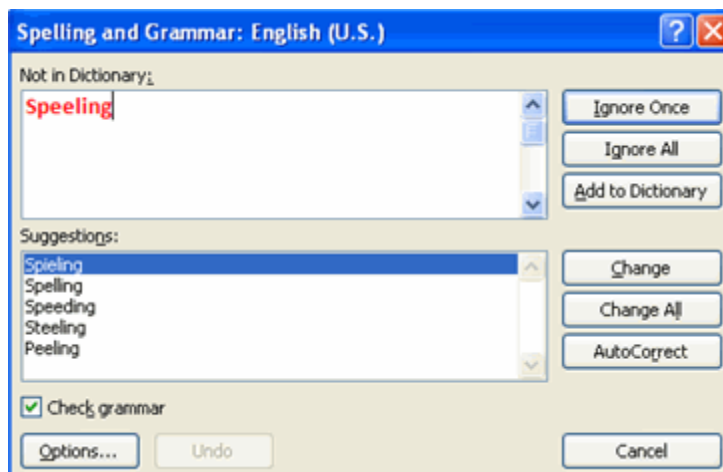 Spelling and Grammar: English (U.S.)
Not in Dictionary:
Speeling
Ignore Once
Ignore All
Add to Dictionary
Suggestions:
Spieling
Spelling
Speeding
Steeling
Peeling
Change
Change All
AutoCorrect
Check grammar
Options...
Undo
Cancel